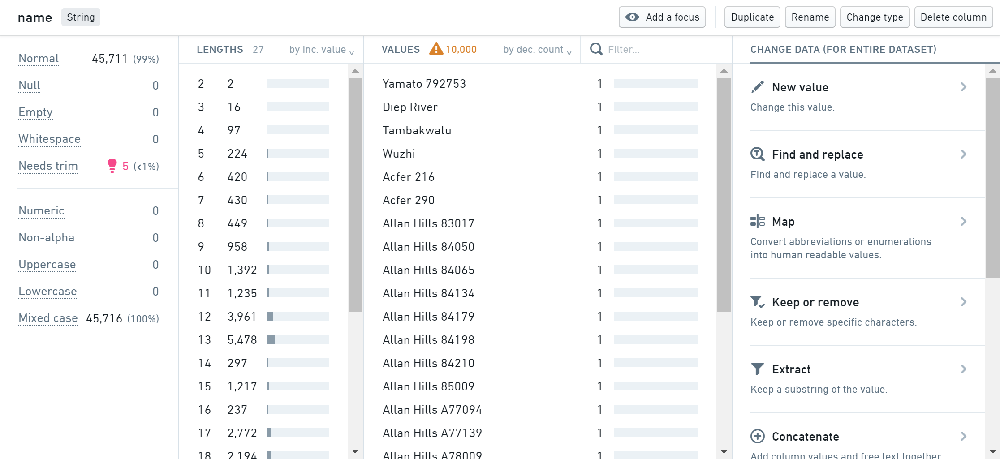 name String Add a focus Duplicate Rename Change type Delete column
LENGTHS 27 by inc. value VALUES 10,000 by dec. count Filter... CHANGE DATA (FOR ENTIRE DATASET)
Normal 45,711 (99%)
Null 0
Empty 0
Whitespace 0
Needs trim 5 (<1%)
Numeric 0
Non-alpha 0
Uppercase 0
Lowercase 0
Mixed case 45,716 (100%)
2 2
3 16
4 97
5 224
6 420
7 430
8 449
9 958
10 1,392
11 1,235
12 3,961
13 5,478
14 297
15 1,217
16 237
17 2,772
18 2,194
Yamato 792753 1
Diep River 1
Tambakwatu 1
Wuzhi 1
Acfer 216 1
Acfer 290 1
Allan Hills 83017 1
Allan Hills 84050 1
Allan Hills 84065 1
Allan Hills 84134 1
Allan Hills 84179 1
Allan Hills 84198 1
Allan Hills 84210 1
Allan Hills 85009 1
Allan Hills A77094 1
Allan Hills A77139 1
Allan Hills A78009 1
New value
Change this value.
Find and replace
Find and replace a value.
Map
Convert abbreviations or enumerations
into human readable values.
Keep or remove
Keep or remove specific characters.
Extract
Keep a substring of the value.
Concatenate
Add column values and free text together